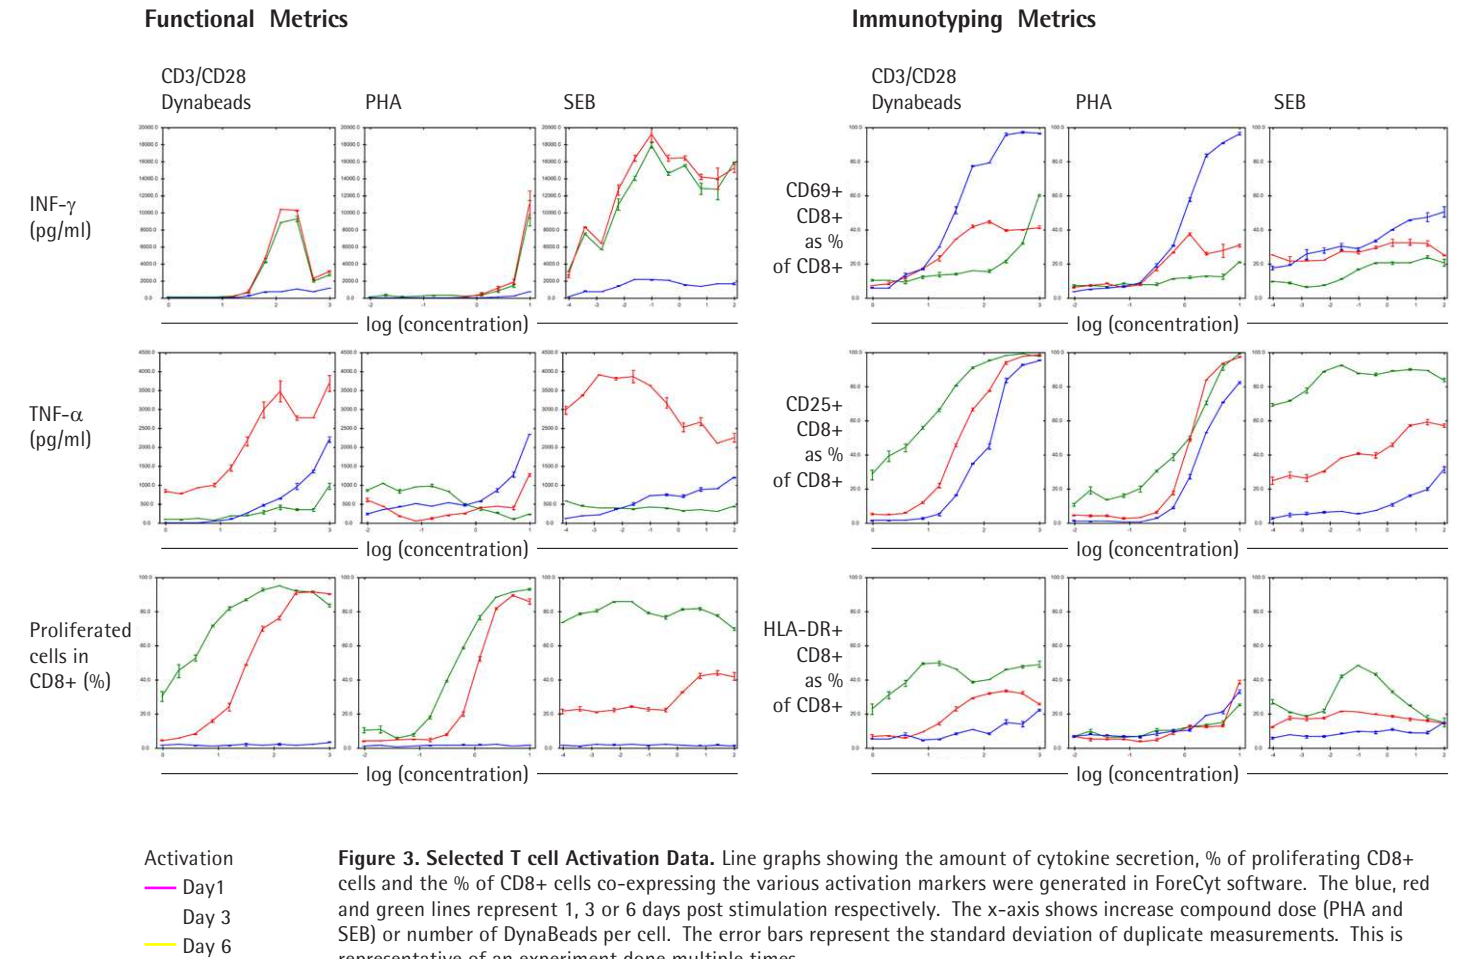 Functional Metrics
Immunotyping Metrics
CD3/CD28
Dynabeads
PHA
SEB
CD3/CD28
Dynabeads
PHA
SEB
INF-γ
(pg/ml)
CD69+
CD8+
as %
of CD8+
log (concentration)
log (concentration)
TNF-α
(pg/ml)
CD25+
CD8+
as %
of CD8+
log (concentration)
log (concentration)
Proliferated
cells in
CD8+ (%)
HLA-DR+
CD8+
as %
of CD8+
log (concentration)
log (concentration)
Activation
Day1
Day 3
Day 6
Figure 3. Selected T cell Activation Data. Line graphs showing the amount of cytokine secretion, % of proliferating CD8+
cells and the % of CD8+ cells co-expressing the various activation markers were generated in ForeCyt software. The blue, red
and green lines represent 1, 3 or 6 days post stimulation respectively. The x-axis shows increase compound dose (PHA and
SEB) or number of DynaBeads per cell. The error bars represent the standard deviation of duplicate measurements. This is
representative of an experiment done multiple times